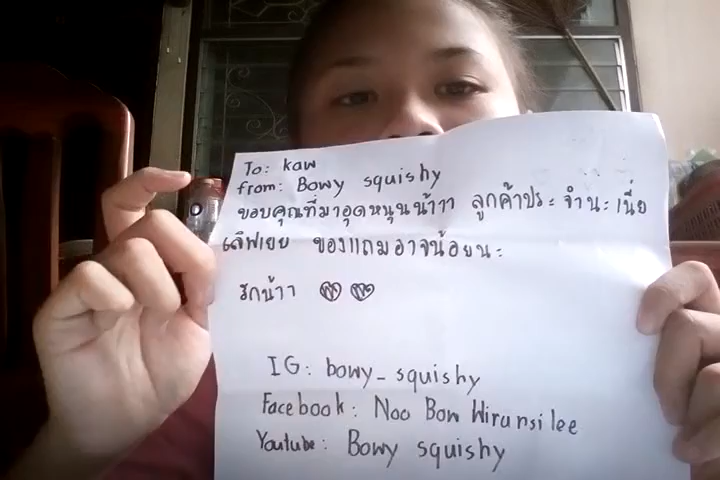 To: kaw
from: Bowy squishy
ขอบคุณที่มาอุดหนุนน้าาา ลูกค้าประจำนะเนี่ย
เลิฟเยย ของแถมอาจน้อยนะ
รักน้าา
IG: bowy_squishy
Facebook: Noo Bow Hirunsilee
Youtube: Bowy squishy